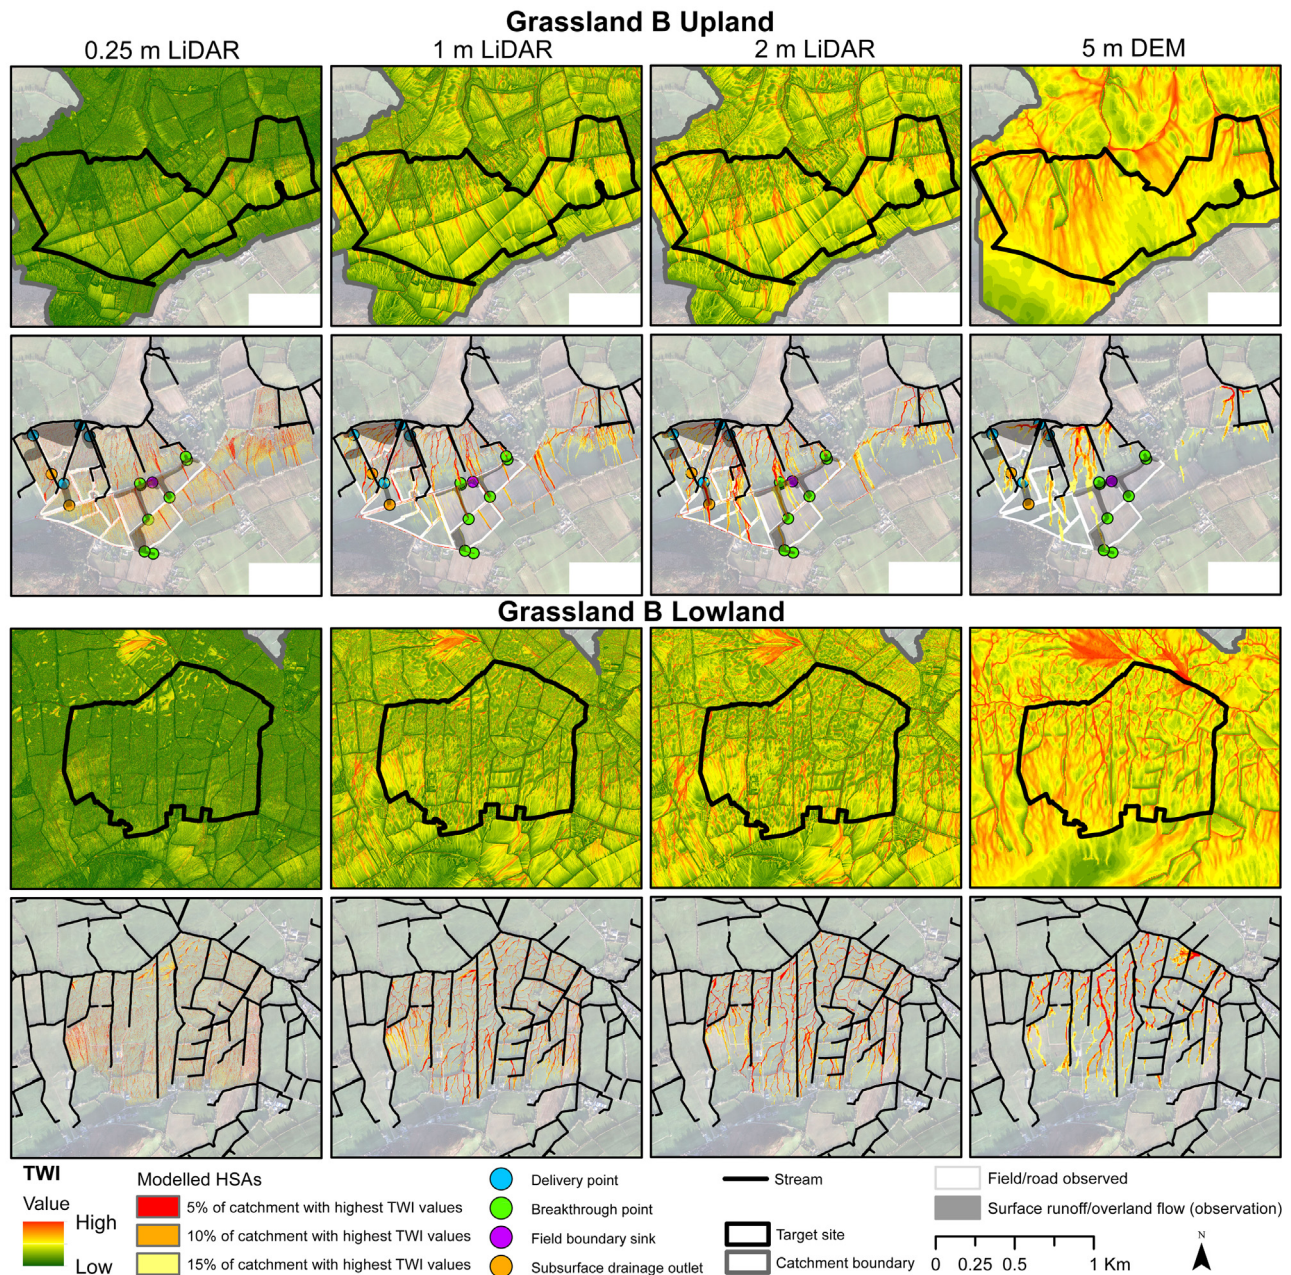 Grassland B Upland
0.25 m LiDAR
1 m LiDAR
2 m LiDAR
5 m DEM
Grassland B Lowland
TWI
Value
High
Low
Modelled HSAs
5% of catchment with highest TWI values
10% of catchment with highest TWI values
15% of catchment with highest TWI values
Delivery point
Breakthrough point
Field boundary sink
Subsurface drainage outlet
Stream
Target site
Catchment boundary
Field/road observed
Surface runoff/overland flow (observation)
0 0.25 0.5 1 Km
N